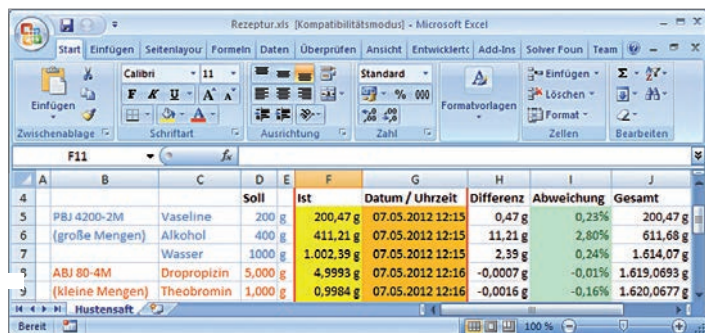 Rezeptur.xls [Kompatibilitätsmodus] - Microsoft Excel
Start Einfügen Seitenlayou Formeln Daten Überprüfen Ansicht Entwicklertc Add-Ins Solver Foun Team
Einfügen
Calibri 11
F K U A A
Standard
% 000
Formatvorlagen
Einfügen
Löschen
Format
Σ
Zwischenablage Schriftart Ausrichtung Zahl Zellen Bearbeiten
F11 fx
A B C D E F G H I J
4 Soll Ist Datum / Uhrzeit Differenz Abweichung Gesamt
5 PBJ 4200-2M Vaseline 200 g 200,47 g 07.05.2012 12:15 0,47 g 0,23% 200,47 g
6 (große Mengen) Alkohol 400 g 411,21 g 07.05.2012 12:15 11,21 g 2,80% 611,68 g
7 Wasser 1000 g 1.002,39 g 07.05.2012 12:15 2,39 g 0,24% 1.614,07 g
8 ABJ 80-4M Dropropizin 5,000 g 4,9993 g 07.05.2012 12:16 -0,0007 g -0,01% 1.619,0693 g
9 (kleine Mengen) Theobromin 1,000 g 0,9984 g 07.05.2012 12:16 -0,0016 g -0,16% 1.620,0677 g
Hustensaft
Bereit 100 %